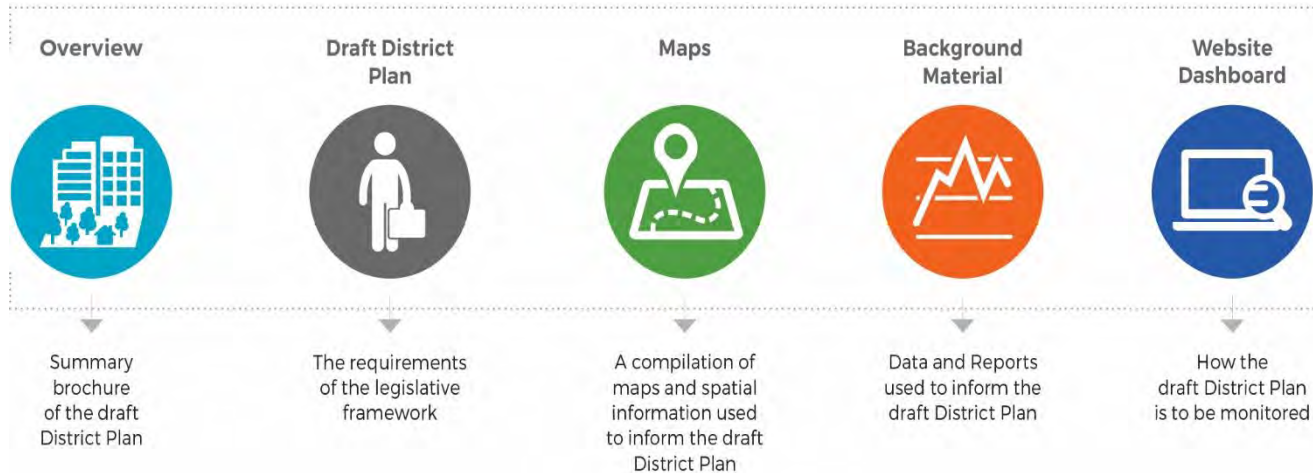 Overview
Draft District
Plan
Maps
Background
Material
Website
Dashboard
Summary
brochure
of the draft
District Plan
The requirements
of the legislative
framework
A compilation of
maps and spatial
information used
to inform the draft
District Plan
Data and Reports
used to inform the
draft District Plan
How the
draft District Plan
is to be monitored